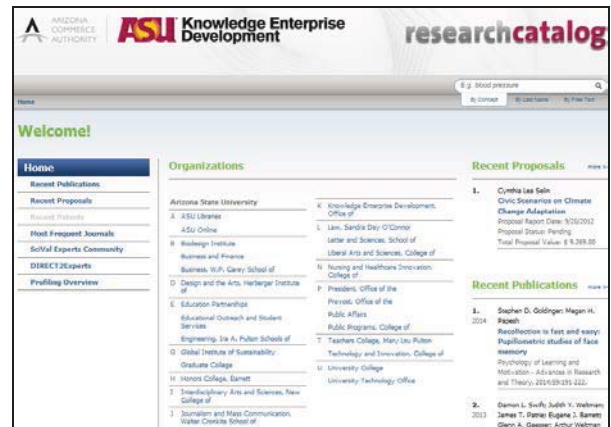 ARIZONA
COMMERCE
AUTHORITY
ASU Knowledge Enterprise
Development
researchcatalog
E.g. blood pressure
Home
By Concept By Last Name By Free Text
Welcome!
Home
Recent Publications
Recent Proposals
Recent Patents
Most Frequent Journals
SciVal Experts Community
DIRECT2Experts
Profiling Overview
Organizations
Arizona State University
A ASU Libraries
ASU Online
B Biodesign Institute
Business and Finance
Business, W.P. Carey School of
D Design and the Arts, Herberger Institute
of
E Education Partnerships
Educational Outreach and Student
Services
Engineering, Ira A. Fulton Schools of
G Global Institute of Sustainability
Graduate College
H Honors College, Barrett
I Interdisciplinary Arts and Sciences, New
College of
J Journalism and Mass Communication,
Walter Cronkite School of
K Knowledge Enterprise Development,
Office of
L Law, Sandra Day O'Connor
Letter and Sciences, School of
Liberal Arts and Sciences, College of
N Nursing and Healthcare Innovation,
College of
P President, Office of the
Provost, Office of the
Public Affairs
Public Programs, College of
T Teachers College, Mary Lou Fulton
Technology and Innovation, College of
U University College
University Technology Office
Recent Proposals more
1. Cynthia Lea Selin
Civic Scenarios on Climate
Change Adaptation
Proposal Report Date: 9/20/2012
Proposal Status: Pending
Total Proposal Value: $ 9,269.00
Recent Publications more
1. Stephen D. Goldinger; Megan H.
2014 Papesh
Recollection is fast and easy:
Pupillometric studies of face
memory
Psychology of Learning and
Motivation - Advances in Research
and Theory, 2014:59:191-222.
2. Damon L. Swift; Judith Y. Weltman;
2013 James T. Patrie; Eugene J. Barrett;
Glenn A. Gaesser; Arthur Weltman